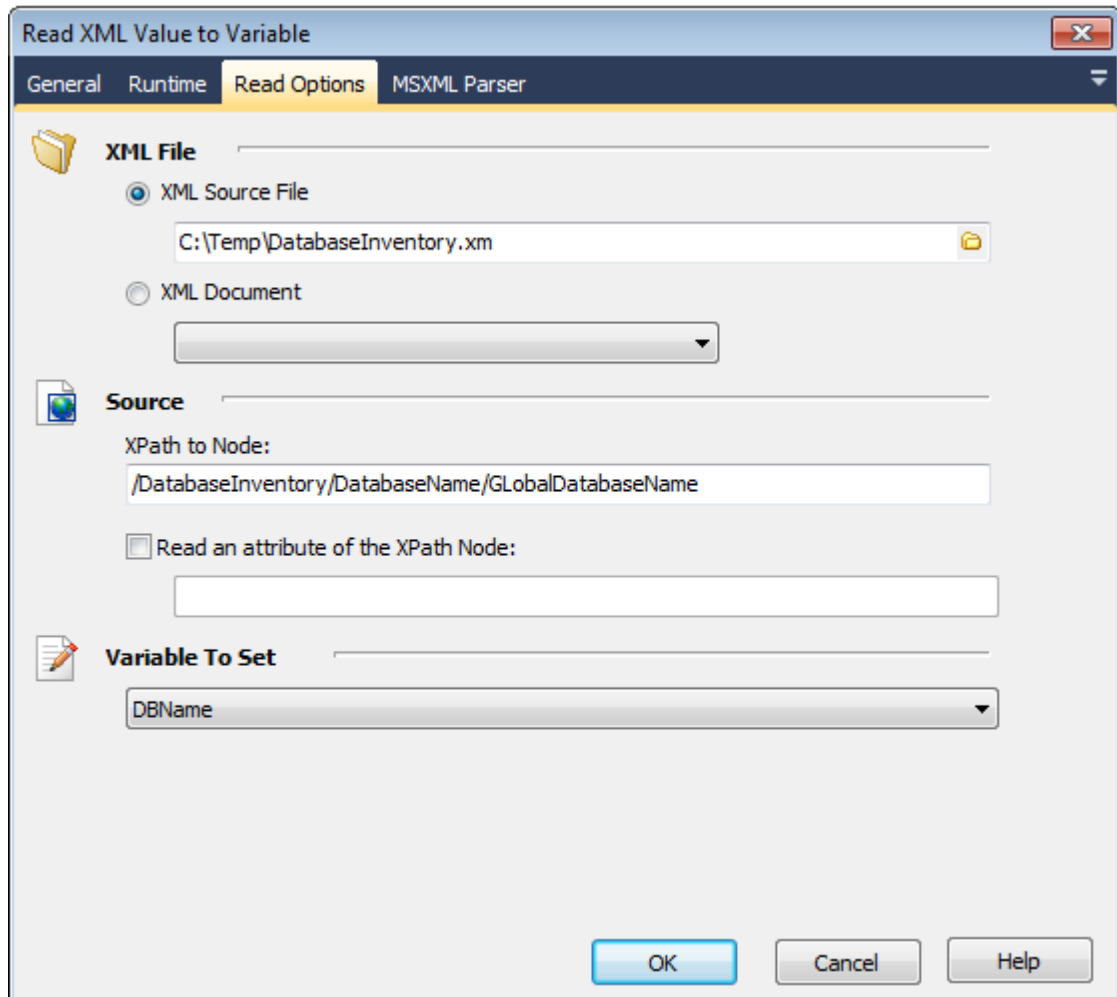 Read XML Value to Variable
General Runtime Read Options MSXML Parser
XML File
XML Source File
C:\Temp\DatabaseInventory.xm
XML Document
Source
XPath to Node:
/DatabaseInventory/DatabaseName/GLobalDatabaseName
Read an attribute of the XPath Node:
Variable To Set
DBName
OK Cancel Help